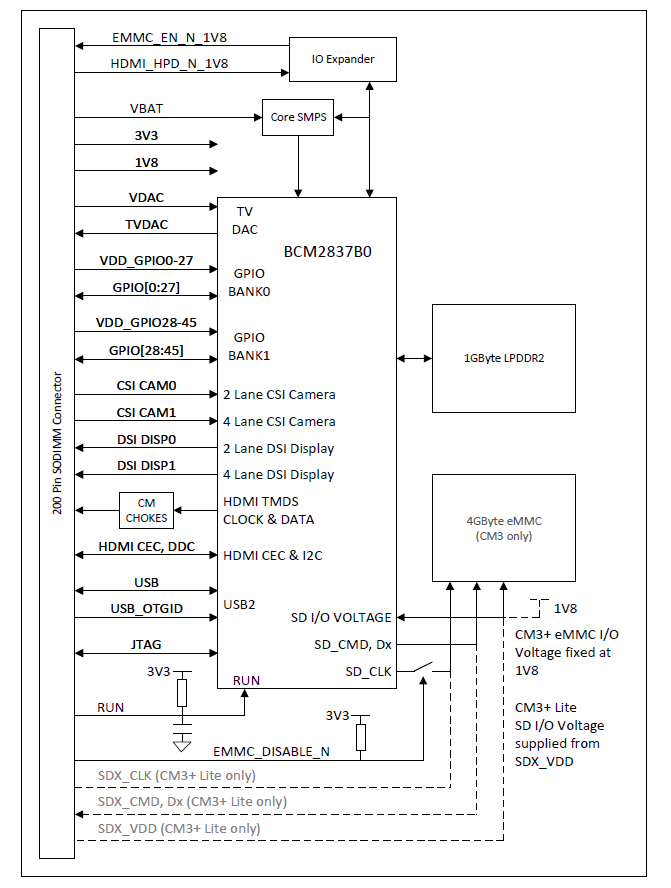 EMMC_EN_N_1V8
IO Expander
HDMI_HPD_N_1V8
VBAT
Core SMPS
3V3
1V8
VDAC
TV
DAC
TVDAC
BCM2837B0
VDD_GPIO0-27
GPIO
BANK0
GPIO[0:27]
VDD_GPIO28-45
GPIO
BANK1
GPIO[28:45]
1GByte LPDDR2
200 Pin SODIMM Connector
CSI CAM0
2 Lane CSI Camera
CSI CAM1
4 Lane CSI Camera
DSI DISP0
2 Lane DSI Display
DSI DISP1
4 Lane DSI Display
CM
CHOKES
HDMI TMDS
CLOCK & DATA
4GByte eMMC
(CM3 only)
HDMI CEC, DDC
HDMI CEC & I2C
USB
USB2
USB_OTGID
SD I/O VOLTAGE
1V8
JTAG
SD_CMD, Dx
CM3+ eMMC I/O
Voltage fixed at
1V8
3V3
RUN
SD_CLK
RUN
3V3
CM3+ Lite
SD I/O Voltage
supplied from
SDX_VDD
EMMC_DISABLE_N
SDX_CLK (CM3+ Lite only)
SDX_CMD, Dx (CM3+ Lite only)
SDX_VDD (CM3+ Lite only)